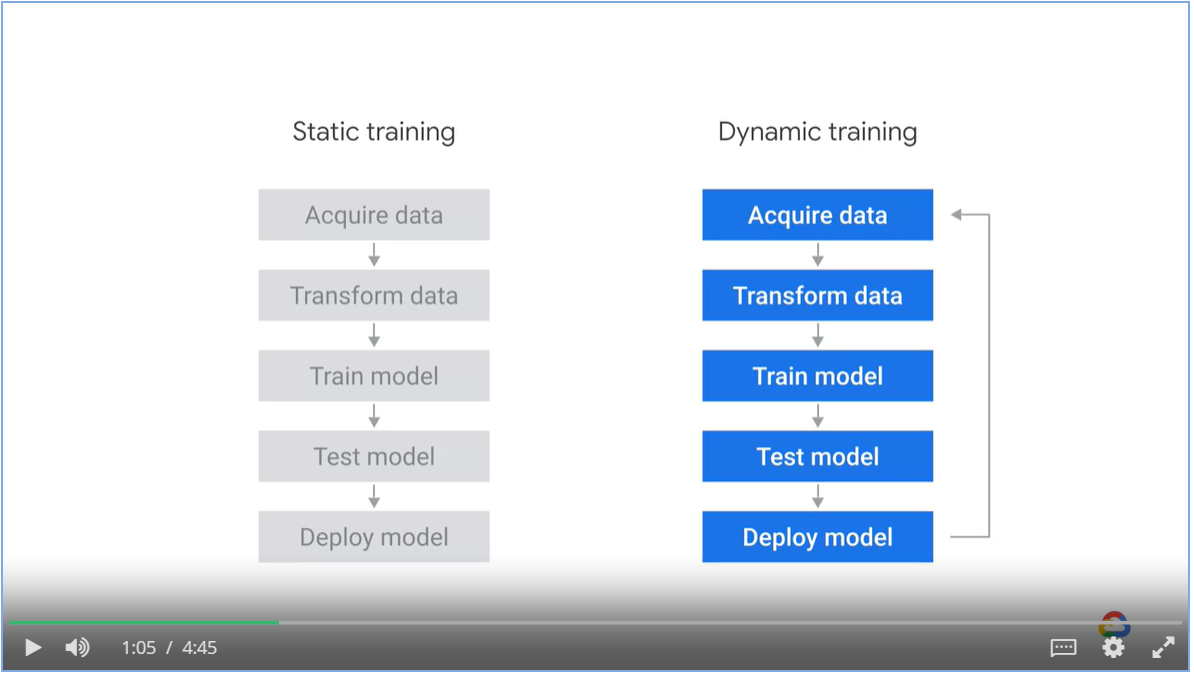 Static training
Acquire data
Transform data
Train model
Test model
Deploy model
Dynamic training
Acquire data
Transform data
Train model
Test model
Deploy model
1:05 / 4:45